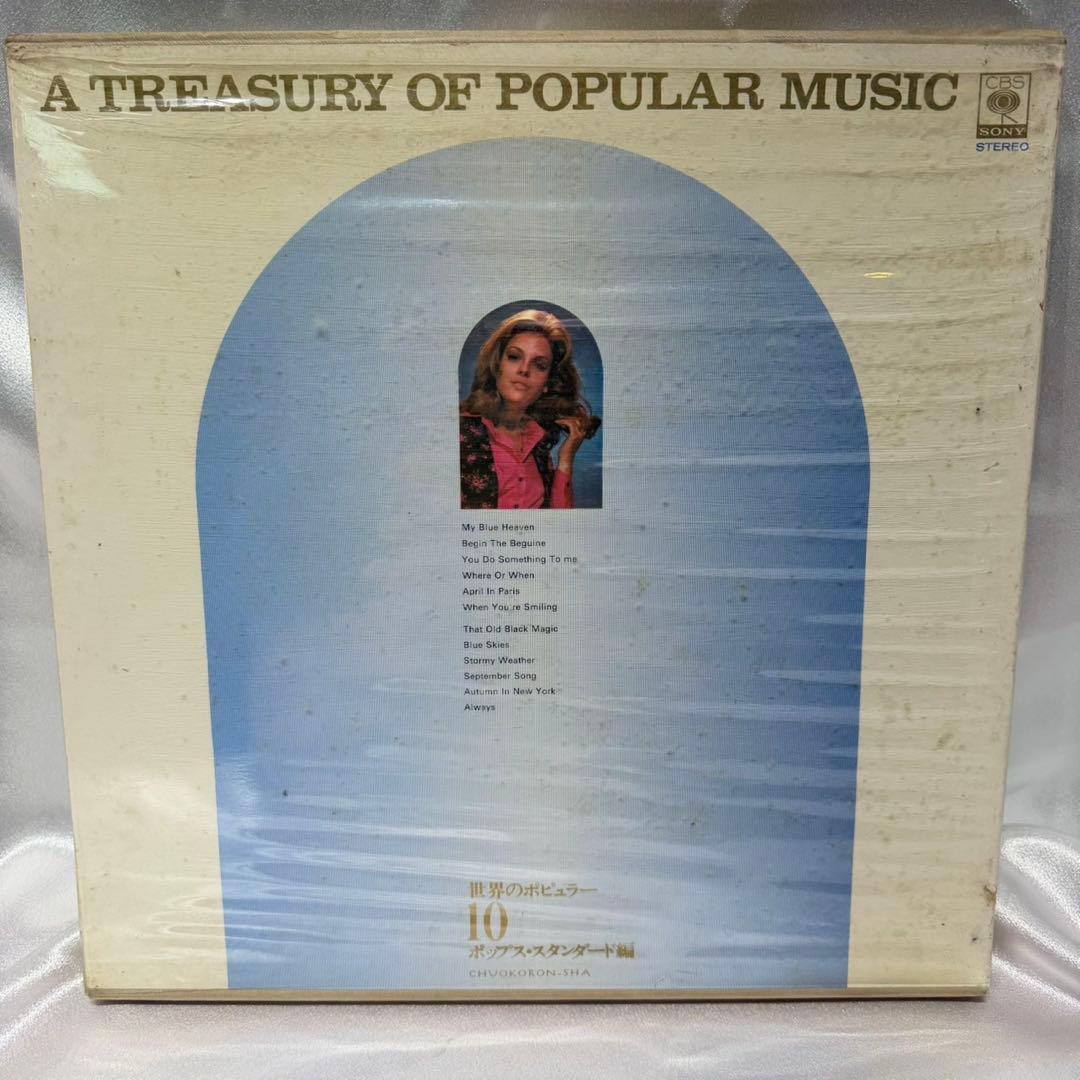 A TREASURY OF POPULAR MUSIC
CBS
SONY
STEREO
My Blue Heaven
Begin The Beguine
You Do Something To me
Where Or When
April In Paris
When You're Smiling
That Old Black Magic
Blue Skies
Stormy Weather
September Song
Autumn In New York
Always
世界のポピュラー
10
ポップス・スタンダード編
CHUOKORON-SHA